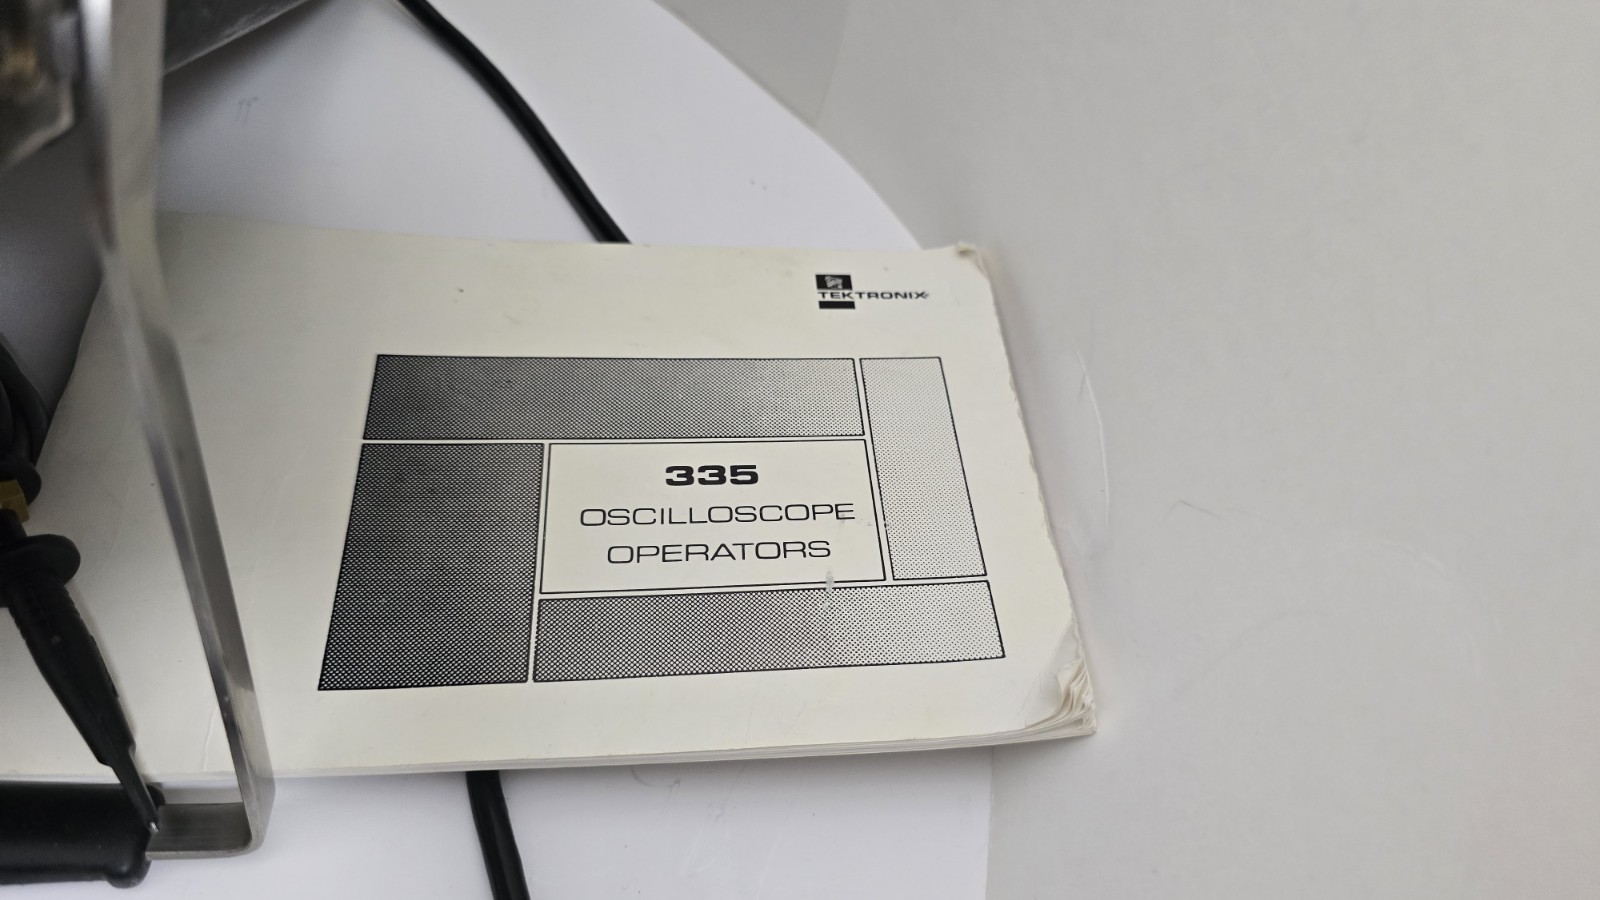 TEKTRONIX®
335
OSCILLOSCOPE
OPERATORS